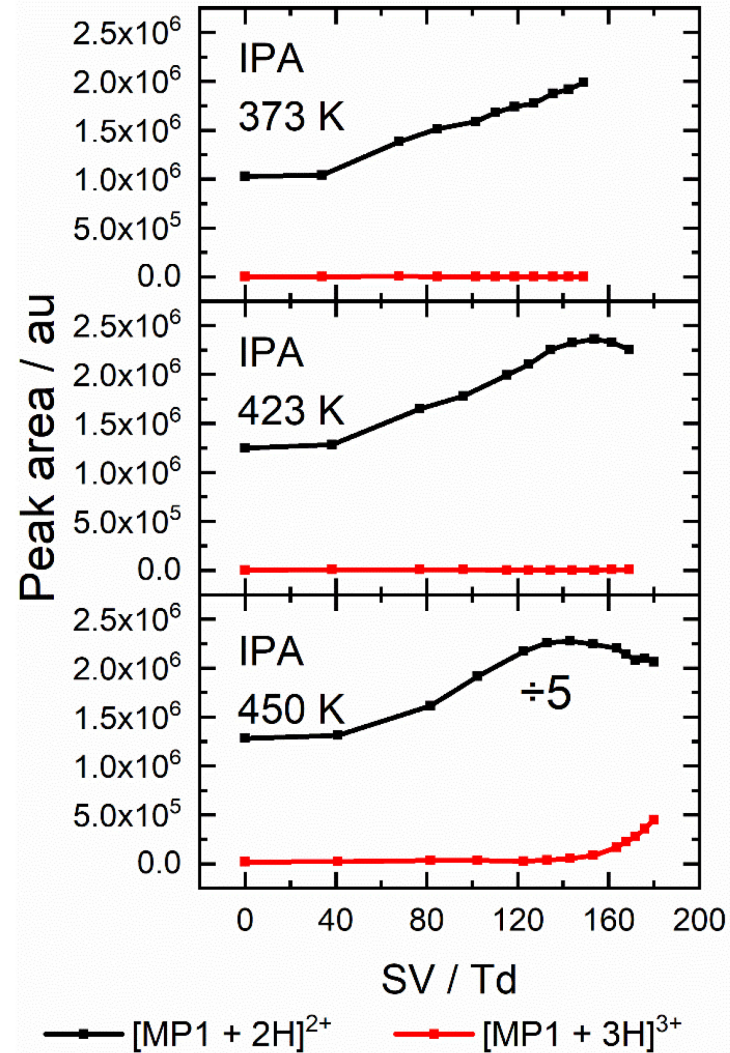 Peak area / au
2.5x10⁶
2.0x10⁶
1.5x10⁶
1.0x10⁶
5.0x10⁵
0.0
IPA
373 K
2.5x10⁶
2.0x10⁶
1.5x10⁶
1.0x10⁶
5.0x10⁵
0.0
IPA
423 K
2.5x10⁶
2.0x10⁶
1.5x10⁶
1.0x10⁶
5.0x10⁵
0.0
IPA
450 K
÷5
0 40 80 120 160 200
SV / Td
[MP1 + 2H]²⁺ [MP1 + 3H]³⁺